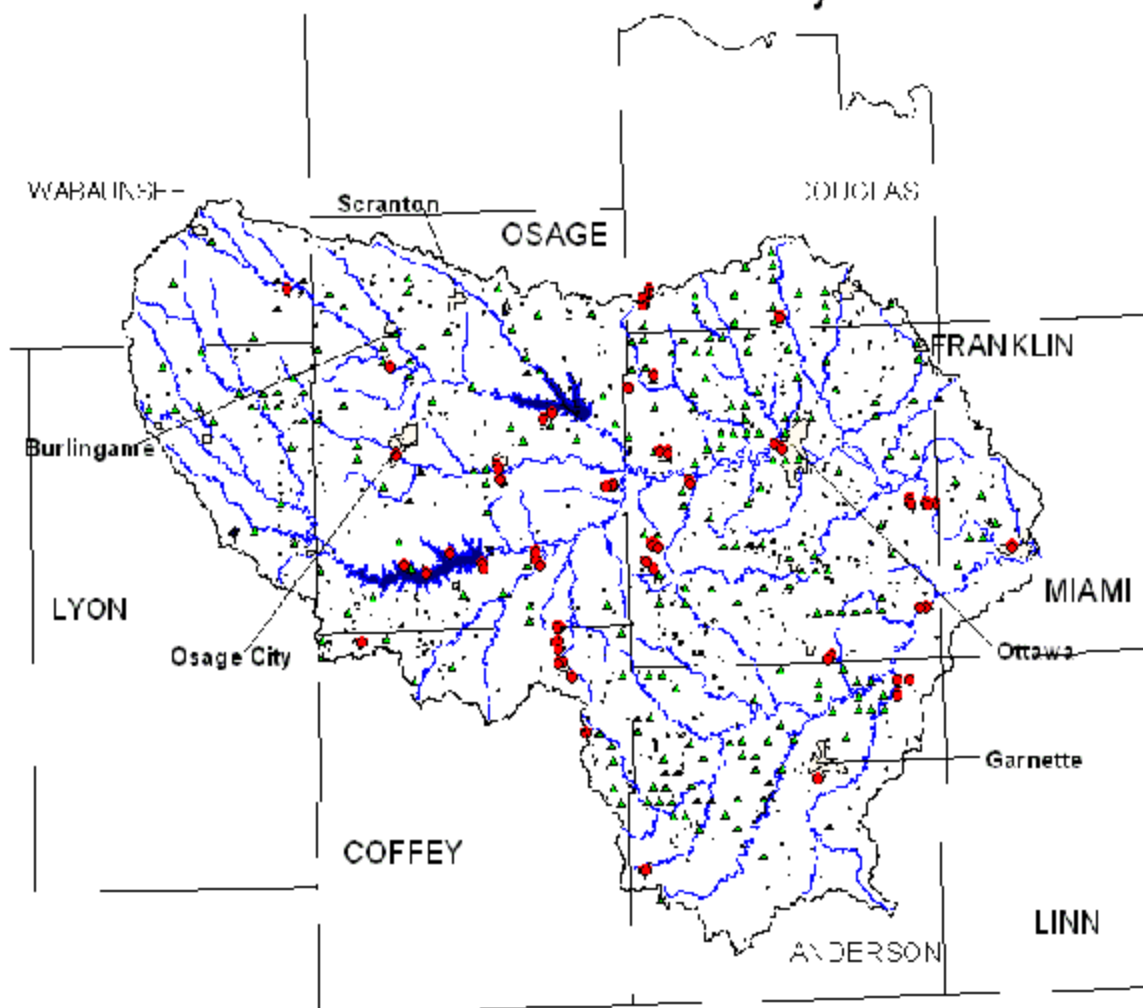 WABAUNSEE
DOUGLAS
Scranton
OSAGE
FRANKLIN
Burlingame
LYON
MIAMI
Osage City
Ottawa
Garnette
COFFEY
LINN
ANDERSON